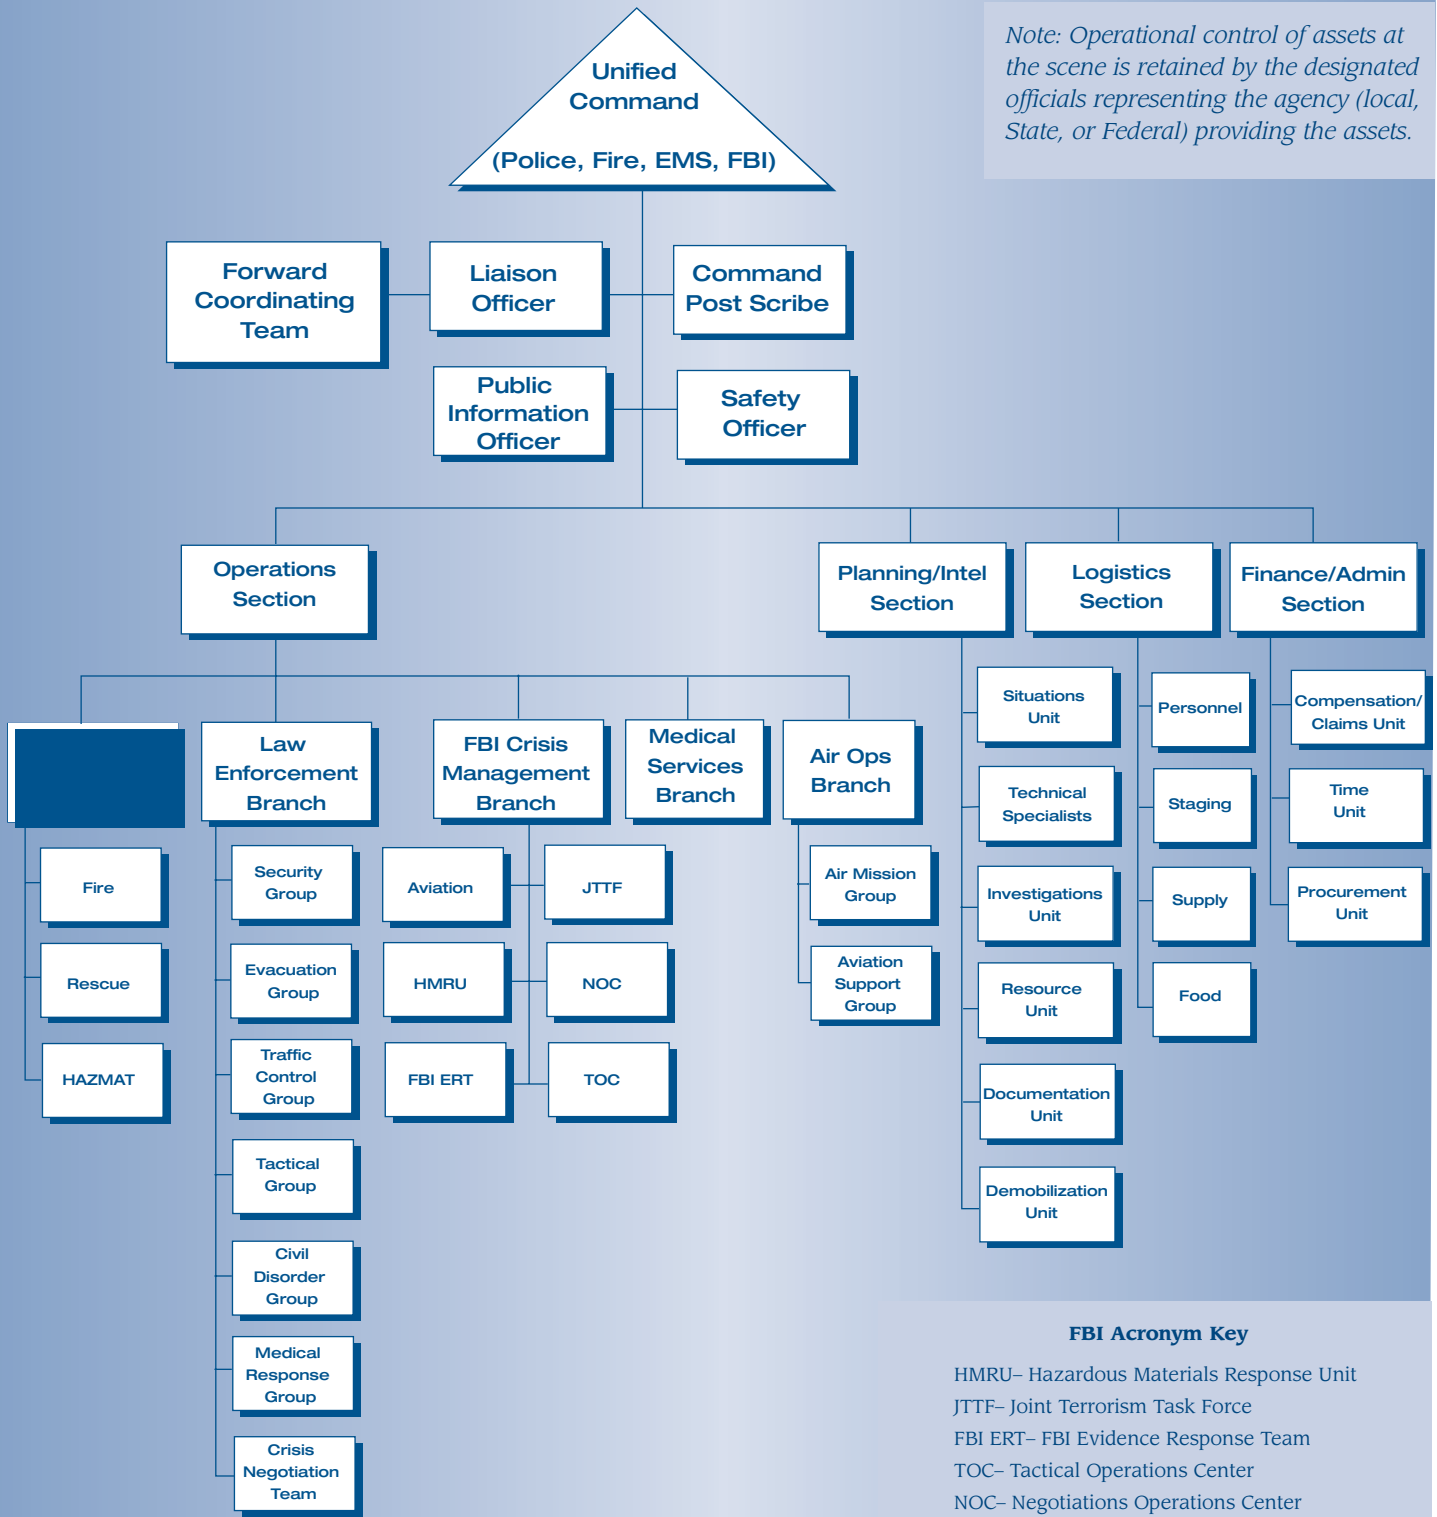 Note: Operational control of assets at
the scene is retained by the designated
officials representing the agency (local,
State, or Federal) providing the assets.
Unified
Command
(Police, Fire, EMS, FBI)
Forward
Coordinating
Team
Liaison
Officer
Command
Post Scribe
Public
Information
Officer
Safety
Officer
Operations
Section
Planning/Intel
Section
Logistics
Section
Finance/Admin
Section
Law
Enforcement
Branch
FBI Crisis
Management
Branch
Medical
Services
Branch
Air Ops
Branch
Fire
Rescue
HAZMAT
Security
Group
Evacuation
Group
Traffic
Control
Group
Tactical
Group
Civil
Disorder
Group
Medical
Response
Group
Crisis
Negotiation
Team
Aviation
JTTF
HMRU
NOC
FBI ERT
TOC
Air Mission
Group
Aviation
Support
Group
Situations
Unit
Technical
Specialists
Investigations
Unit
Resource
Unit
Documentation
Unit
Demobilization
Unit
Personnel
Staging
Supply
Food
Compensation/
Claims Unit
Time
Unit
Procurement
Unit
FBI Acronym Key
HMRU– Hazardous Materials Response Unit
JTTF– Joint Terrorism Task Force
FBI ERT– FBI Evidence Response Team
TOC– Tactical Operations Center
NOC– Negotiations Operations Center